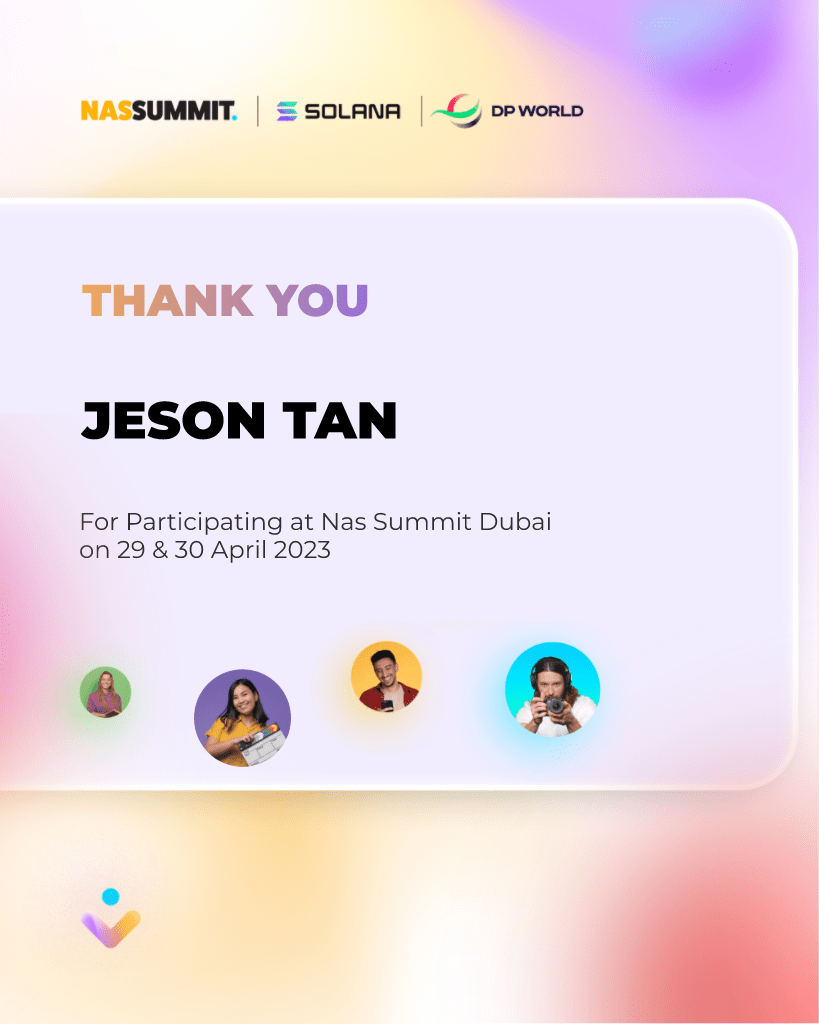 NASSUMMIT. | SOLANA | DP WORLD
THANK YOU
JESON TAN
For Participating at Nas Summit Dubai
on 29 & 30 April 2023